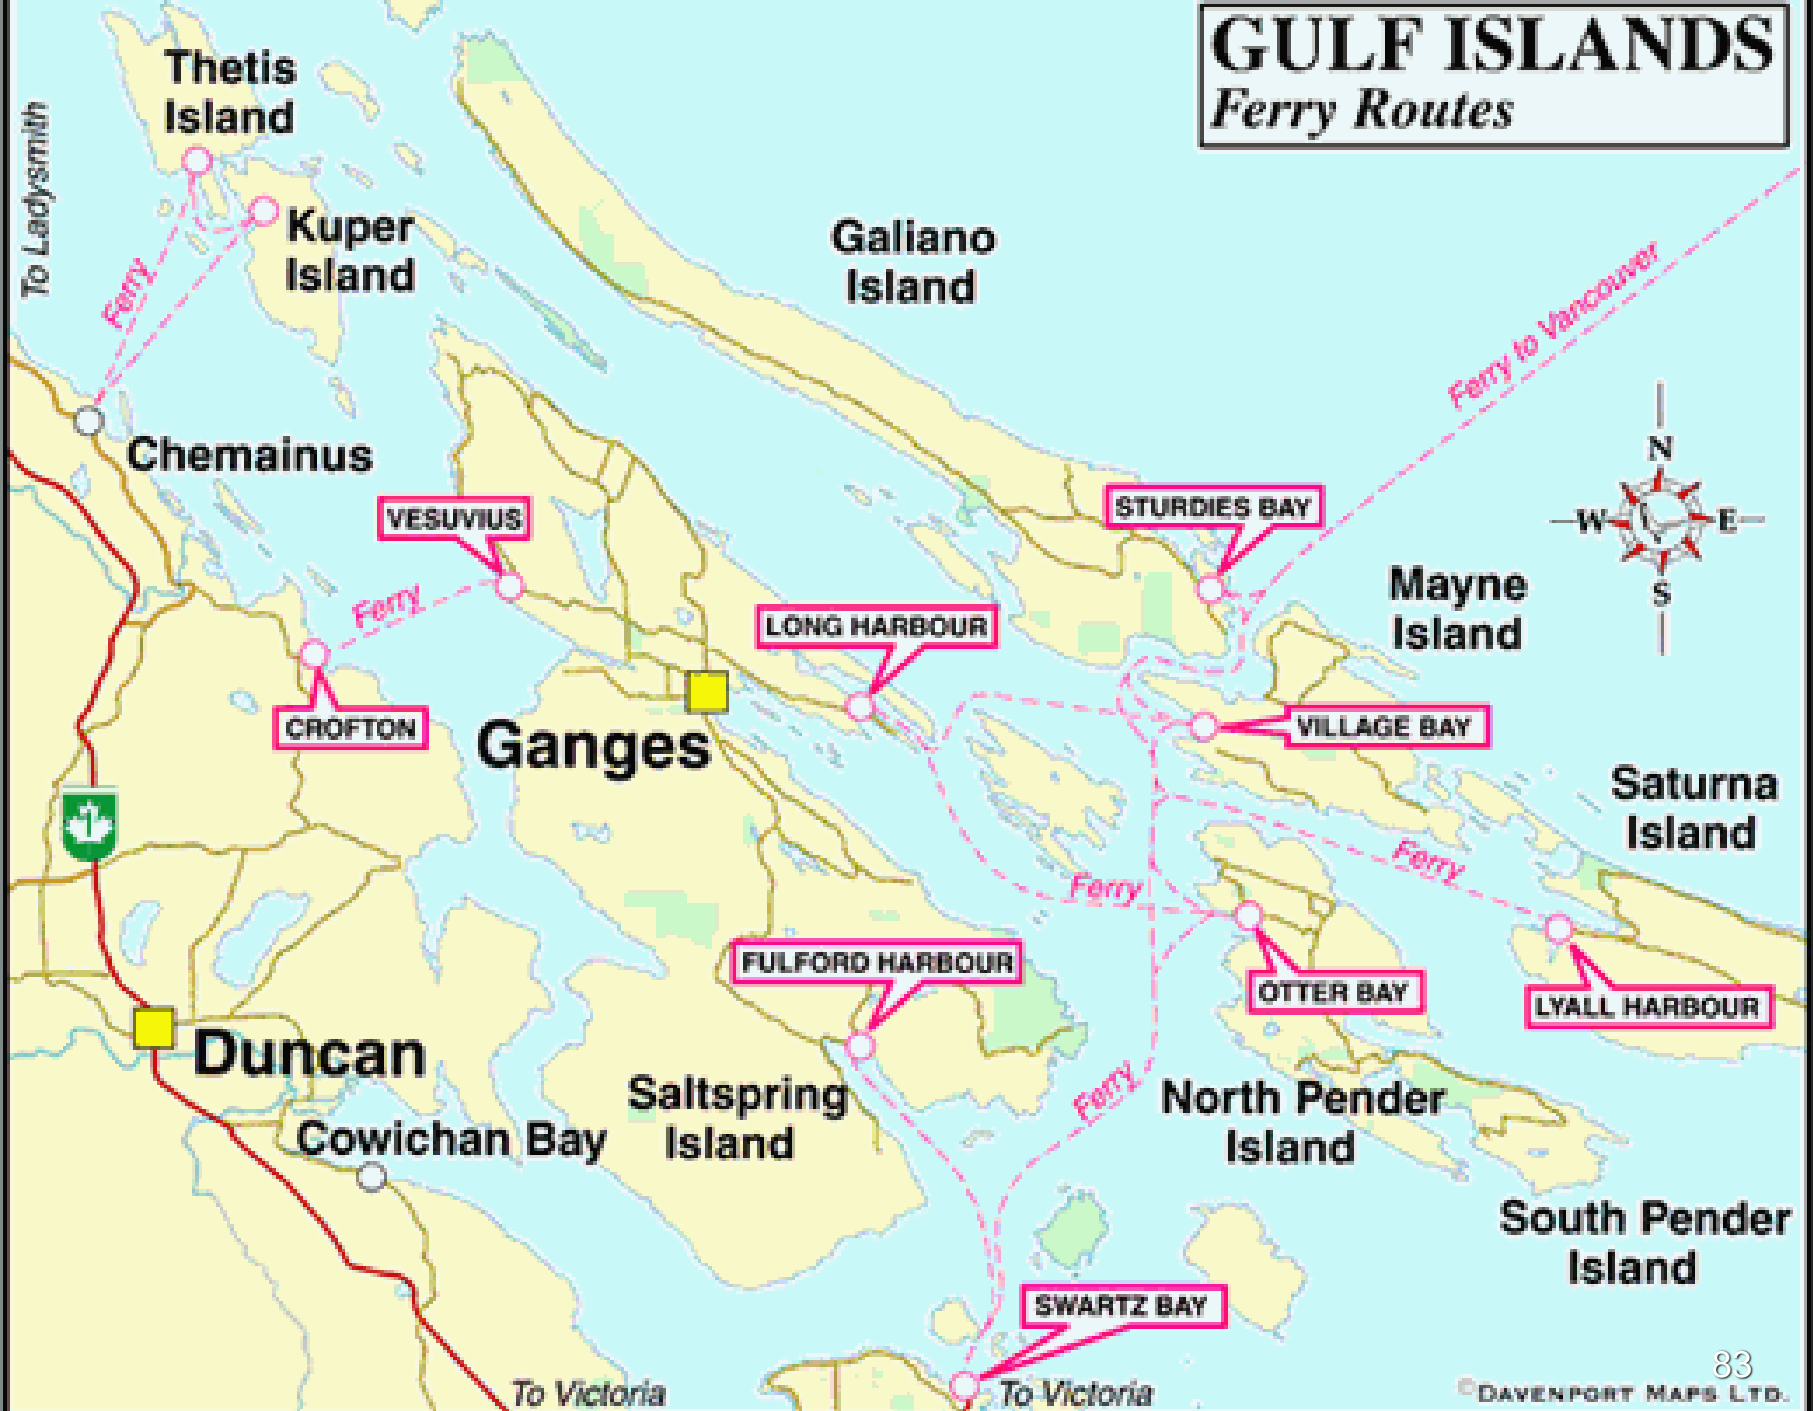 GULF ISLANDS
Ferry Routes
Thetis
Island
To Ladysmith
Kuper
Island
Galiano
Island
Ferry
Ferry to Vancouver
N
W
E
S
Chemainus
VESUVIUS
STURDIES BAY
Mayne
Island
Ferry
LONG HARBOUR
CROFTON
Ganges
VILLAGE BAY
1
Saturna
Island
Ferry
Ferry
FULFORD HARBOUR
OTTER BAY
LYALL HARBOUR
Duncan
Saltspring
Island
Ferry
North Pender
Island
Cowichan Bay
South Pender
Island
SWARTZ BAY
To Victoria
To Victoria
83
©DAVENPORT MAPS LTD.